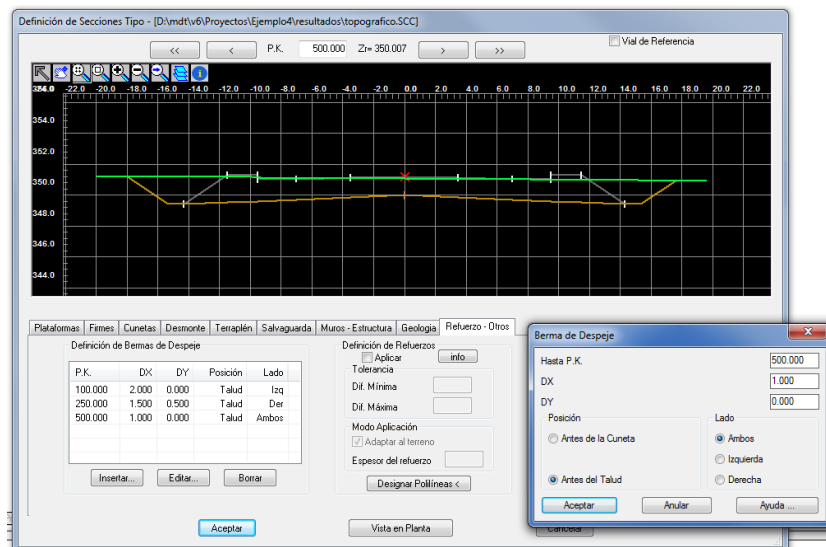 Definición de Secciones Tipo - [D:\mdt\v6\Proyectos\Ejemplo4\resultados\topografico.SCC]
<< < P.K. 500.000 Zr= 350.007 > >> Vial de Referencia
-22.0 -20.0 -18.0 -16.0 -14.0 -12.0 -10.0 -8.0 -6.0 -4.0 -2.0 0.0 2.0 4.0 6.0 8.0 10.0 12.0 14.0 16.0 18.0 20.0 22.0
354.0
352.0
350.0
348.0
346.0
344.0
Plataformas Firmes Cunetas Desmonte Terraplén Salvaguarda Muros - Estructura Geologia Refuerzo - Otros
Definición de Bermas de Despeje
P.K. DX DY Posición Lado
100.000 2.000 0.000 Talud Izq
250.000 1.500 0.500 Talud Der
500.000 1.000 0.000 Talud Ambos
Insertar... Editar... Borrar
Definición de Refuerzos
Aplicar info
Tolerancia
Dif. Mínima
Dif. Máxima
Modo Aplicación
Adaptar al terreno
Espesor del refuerzo
Designar Polilíneas <
Aceptar Vista en Planta Cancelar
Berma de Despeje
Hasta P.K. 500.000
DX 1.000
DY 0.000
Posición
Antes de la Cuneta
Antes del Talud
Lado
Ambos
Izquierda
Derecha
Aceptar Anular Ayuda ...